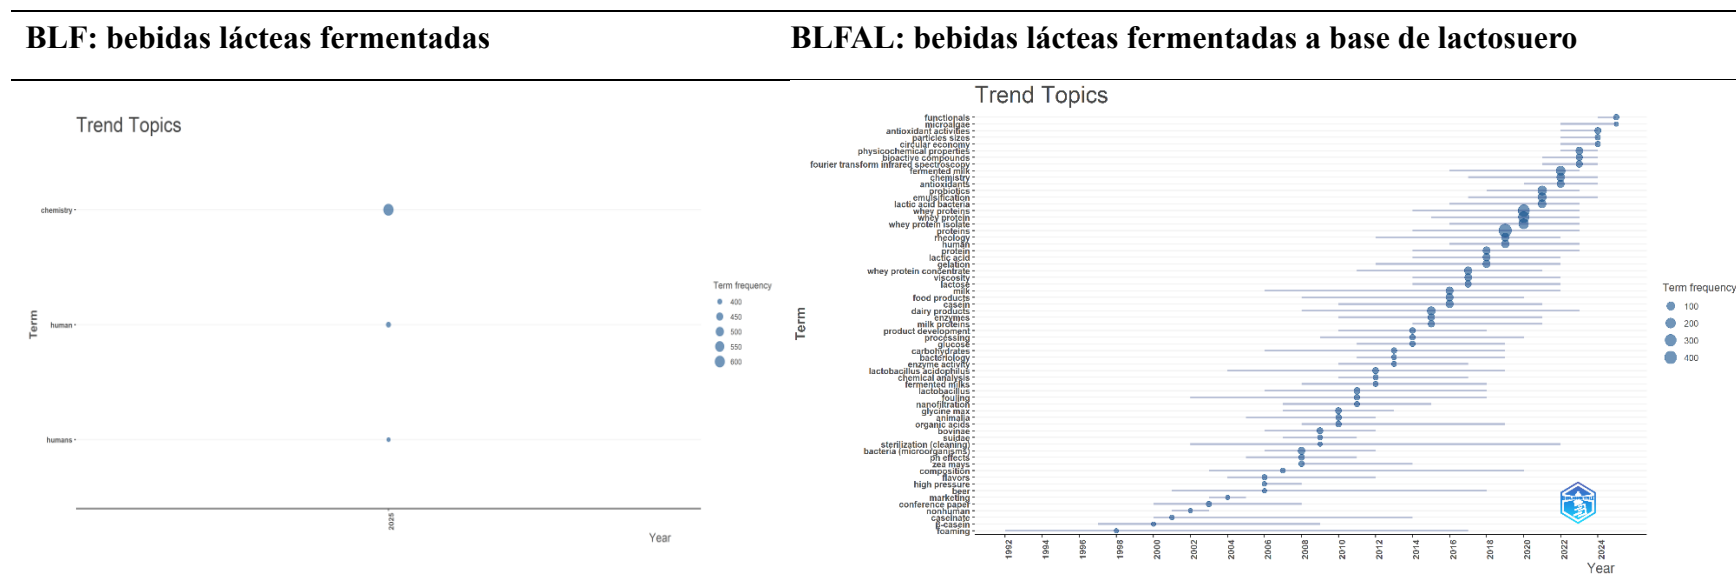 BLF: bebidas lácteas fermentadas
BLFAL: bebidas lácteas fermentadas a base de lactosuero
Trend Topics
chemistry
human
humans
Term
2025
Year
Term frequency
400
450
500
550
600
Trend Topics
functionals
microalgae
antioxidant activities
particles sizes
circular economy
physicochemical properties
bioactive compounds
fourier transform infrared spectroscopy
fermented milk
chemistry
antioxidants
probiotics
emulsification
lactic acid bacteria
whey proteins
whey protein
whey protein isolate
proteins
rheology
human
protein
lactic acid
gelation
whey protein concentrate
viscosity
lactose
milk
food products
casein
dairy products
enzymes
milk proteins
product development
processing
glucose
carbohydrates
bacteriology
enzyme activity
lactobacillus acidophilus
chemical analysis
fermented milks
lactobacillus
fouling
nanofiltration
glycine max
animalia
organic acids
bovinae
suidae
sterilization (cleaning)
bacteria (microorganisms)
ph effects
zea mays
composition
flavors
high pressure
beer
marketing
conference paper
nonhuman
caseinate
β-casein
foaming
Term
1992
1994
1996
1998
2000
2002
2004
2006
2008
2010
2012
2014
2016
2018
2020
2022
2024
Year
Term frequency
100
200
300
400